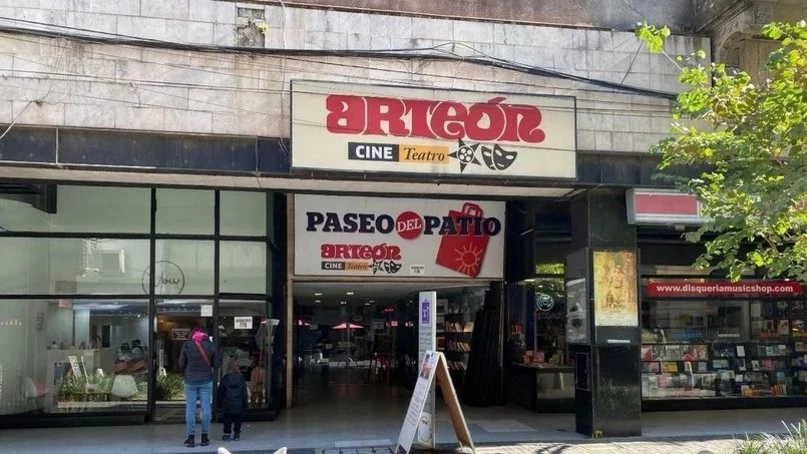 ARTEÓN
CINE Teatro
PASEO DEL PATIO
ARTEÓN
CINE Teatro
www.disqueriamusicshop.com